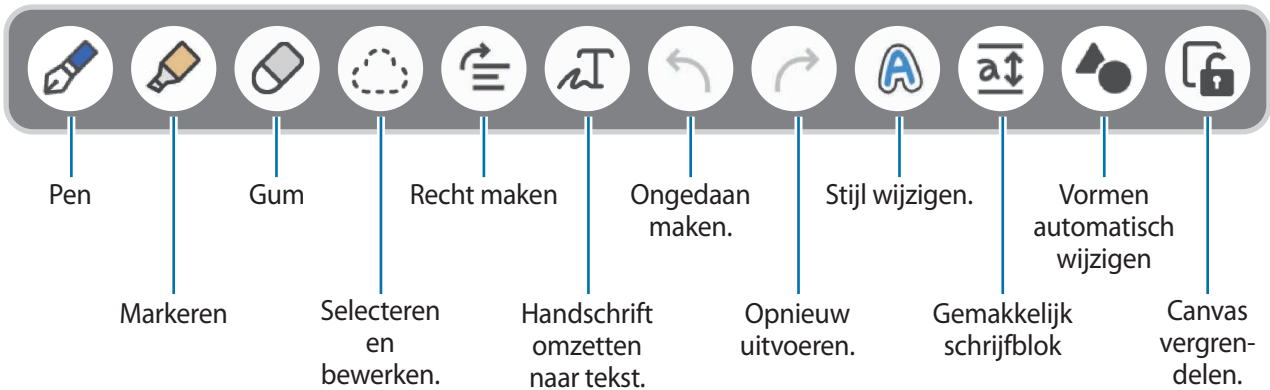 Pen
Gum
Recht maken
Ongedaan
maken.
Stijl wijzigen.
Vormen
automatisch
wijzigen
Markeren
Selecteren
en
bewerken.
Handschrift
omzetten
naar tekst.
Opnieuw
uitvoeren.
Gemakkelijk
schrijfblok
Canvas
vergren-
delen.